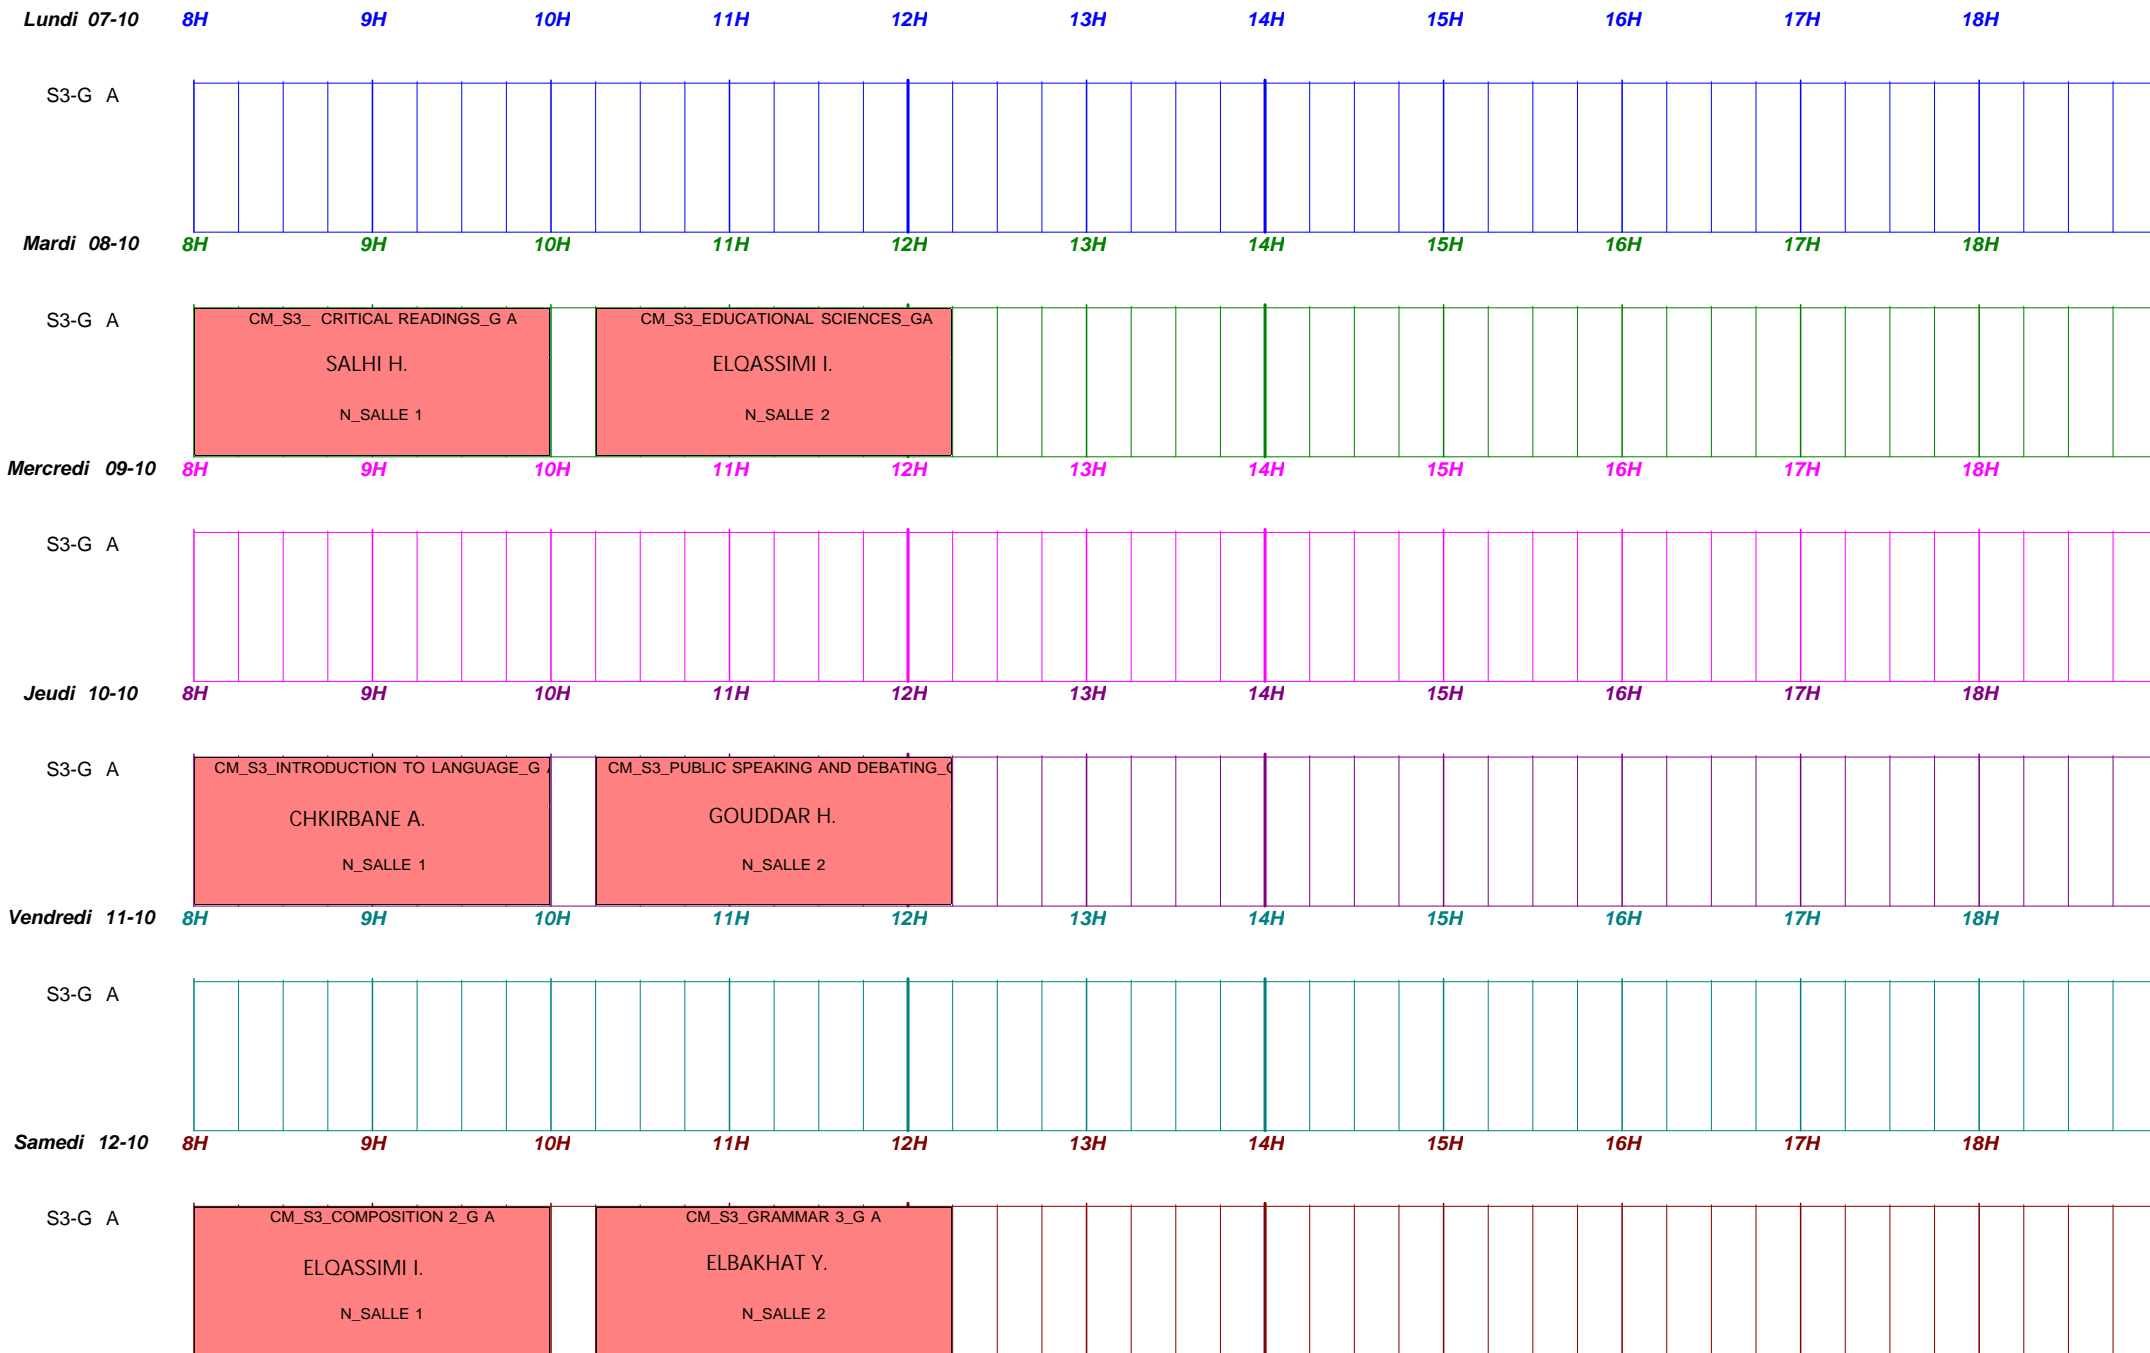 Lundi 07-10 8H 9H 10H 11H 12H 13H 14H 15H 16H 17H 18H
S3-G A
Mardi 08-10 8H 9H 10H 11H 12H 13H 14H 15H 16H 17H 18H
S3-G A CM_S3_ CRITICAL READINGS_G A CM_S3_EDUCATIONAL SCIENCES_GA
SALHI H. ELQASSIMI I.
N_SALLE 1 N_SALLE 2
Mercredi 09-10 8H 9H 10H 11H 12H 13H 14H 15H 16H 17H 18H
S3-G A
Jeudi 10-10 8H 9H 10H 11H 12H 13H 14H 15H 16H 17H 18H
S3-G A CM_S3_INTRODUCTION TO LANGUAGE_G CM_S3_PUBLIC SPEAKING AND DEBATING_
CHKIRBANE A. GOUDDAR H.
N_SALLE 1 N_SALLE 2
Vendredi 11-10 8H 9H 10H 11H 12H 13H 14H 15H 16H 17H 18H
S3-G A
Samedi 12-10 8H 9H 10H 11H 12H 13H 14H 15H 16H 17H 18H
S3-G A CM_S3_COMPOSITION 2_G A CM_S3_GRAMMAR 3_G A
ELQASSIMI I. ELBAKHAT Y.
N_SALLE 1 N_SALLE 2